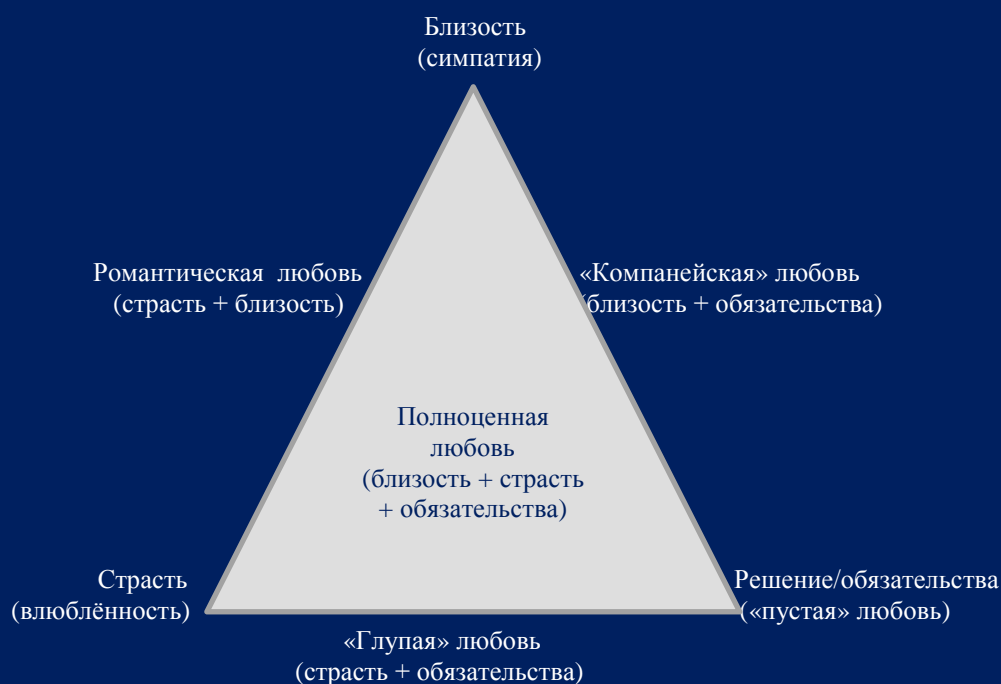 Близость
(симпатия)
Романтическая любовь
(страсть + близость)
«Компанейская» любовь
(близость + обязательства)
Полноценная
любовь
(близость + страсть
+ обязательства)
Страсть
(влюблённость)
Решение/обязательства
(«пустая» любовь)
«Глупая» любовь
(страсть + обязательства)